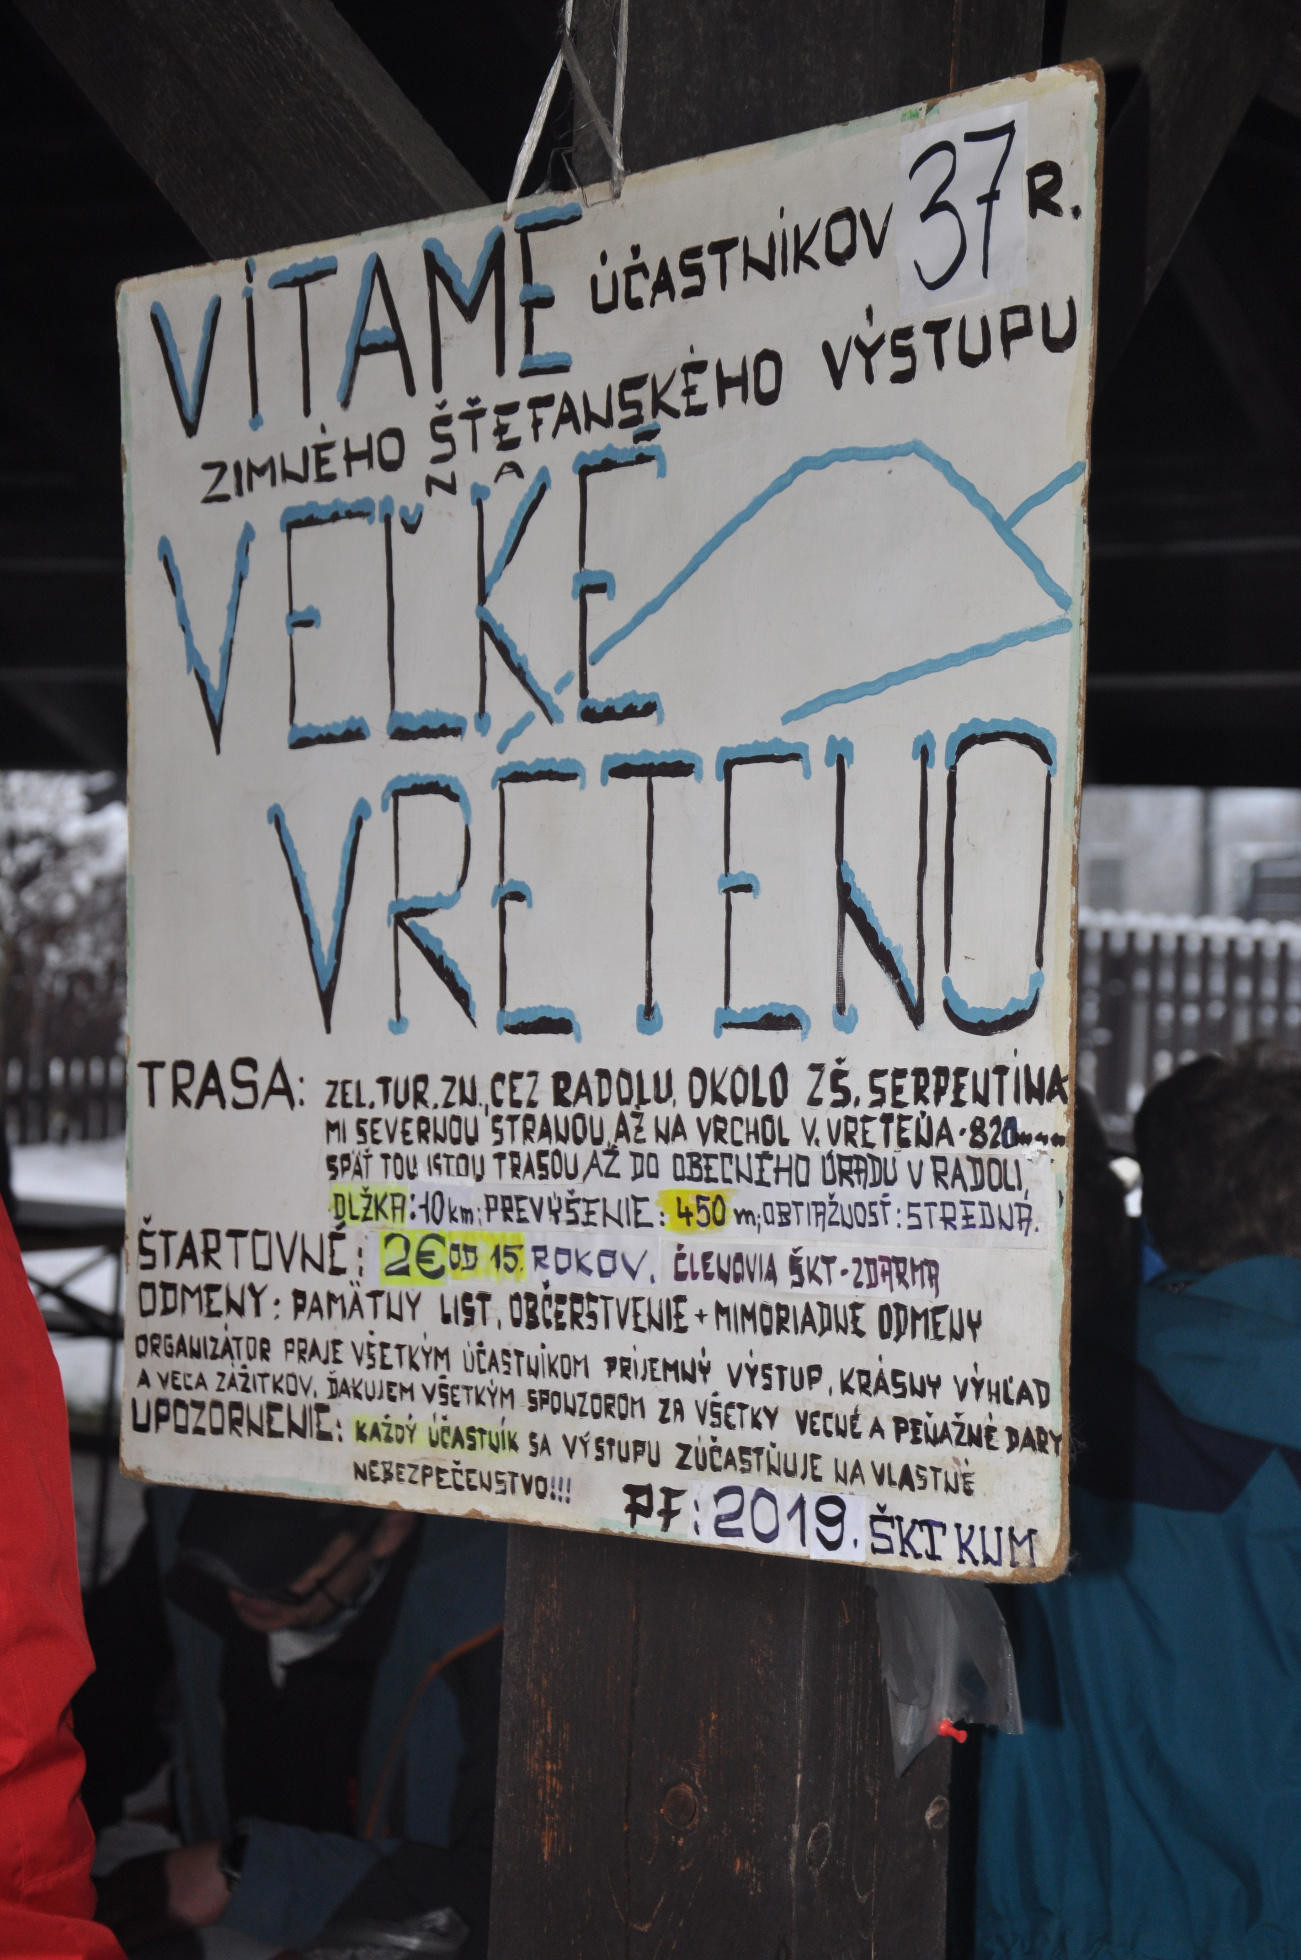 VÍTAME ÚČASTNÍKOV 37 R.
ZIMNÉHO ŠTEFANSKÉHO VÝSTUPU
NA
VEĽKÉ
VRETENO
TRASA: ZEL. TUR. ZN., CEZ RADOĽU, OKOLO ZŠ. SERPENTÍNA
MI SEVERNOU STRANOU, AŽ NA VRCHOL V. VRETEŇA - 820
SPÄŤ TOU ISTOU TRASOU AŽ DO OBECNÉHO ÚRADU V RADOLI,
DLŽKA: 10 km; PREVÝŠENIE: 450 m; OBTIAŽNOSŤ: STREDNÁ.
ŠTARTOVNÉ: 2€ OD 15. ROKOV. ČLENOVIA ŠKT - ZDARMA
ODMENY: PAMÄTNÝ LIST, OBČERSTVENIE + MIMORIADNE ODMENY
ORGANIZÁTOR PRAJE VŠETKÝM ÚČASTNÍKOM PRÍJEMNÝ VÝSTUP, KRÁSNY VÝHĽAD
A VEĽA ZÁŽITKOV. ĎAKUJEM VŠETKÝM SPONZOROM ZA VŠETKY VECNÉ A PEŇAŽNÉ DARY
UPOZORNENIE: KAŽDÝ ÚČASTNÍK SA VÝSTUPU ZÚČASTŇUJE NA VLASTNÉ
NEBEZPEČENSTVO!!!
PF: 2019. ŠKT KNM